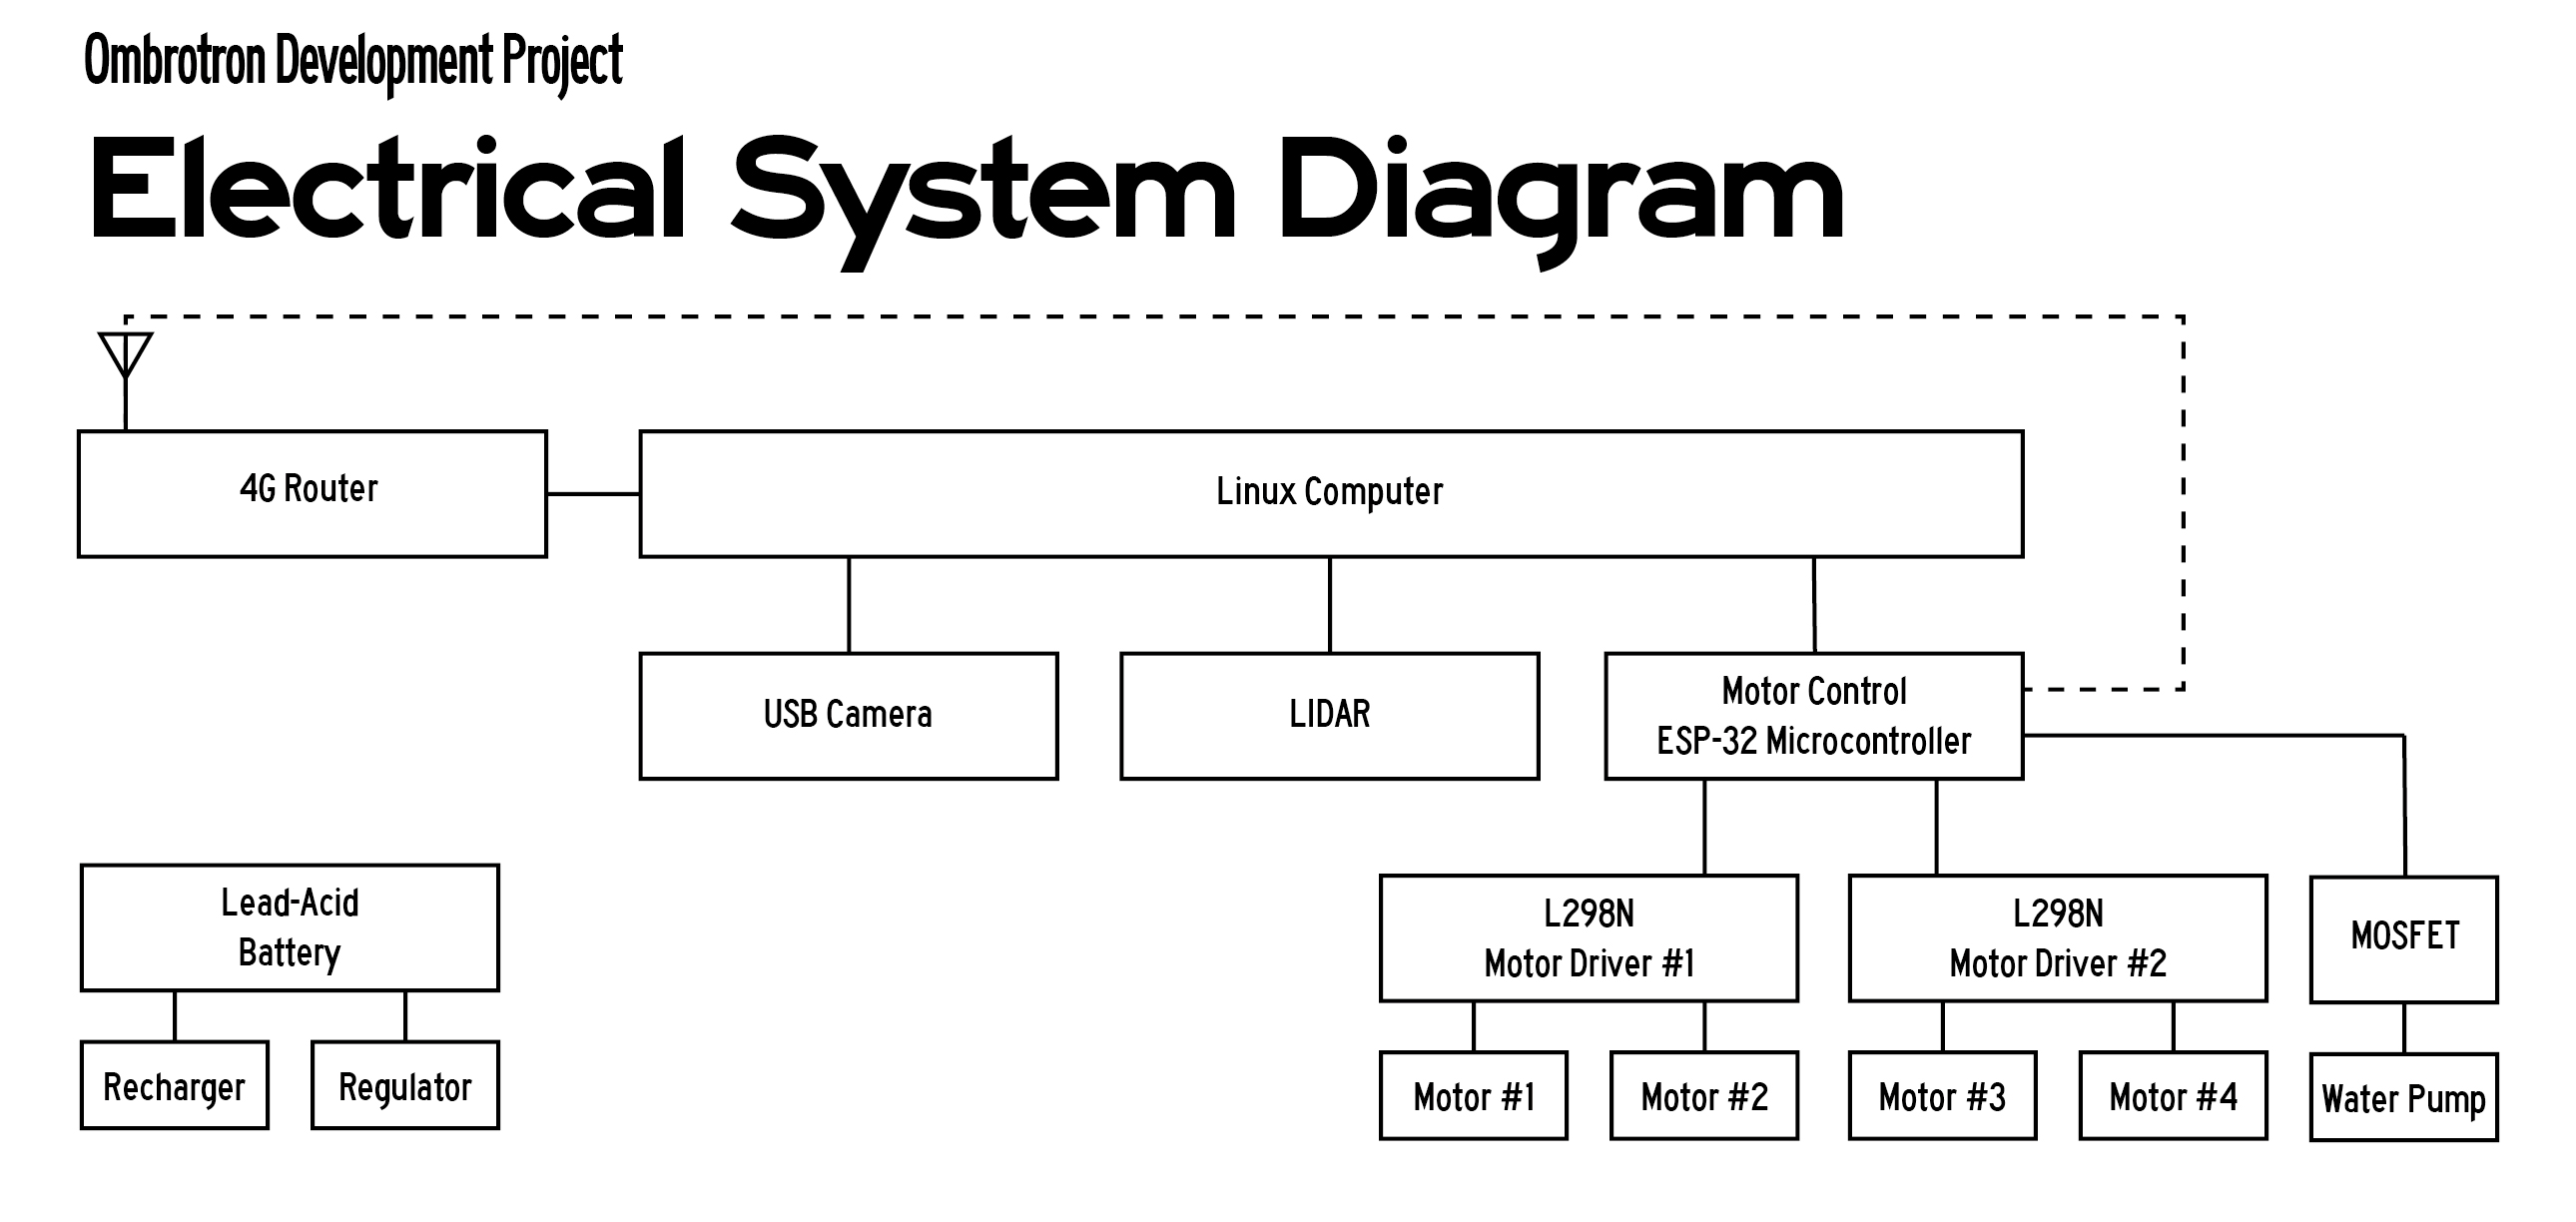 Ombrotron Development Project
Electrical System Diagram
4G Router
Linux Computer
USB Camera
LIDAR
Motor Control
ESP-32 Microcontroller
Lead-Acid
Battery
L298N
Motor Driver #1
L298N
Motor Driver #2
MOSFET
Recharger
Regulator
Motor #1
Motor #2
Motor #3
Motor #4
Water Pump